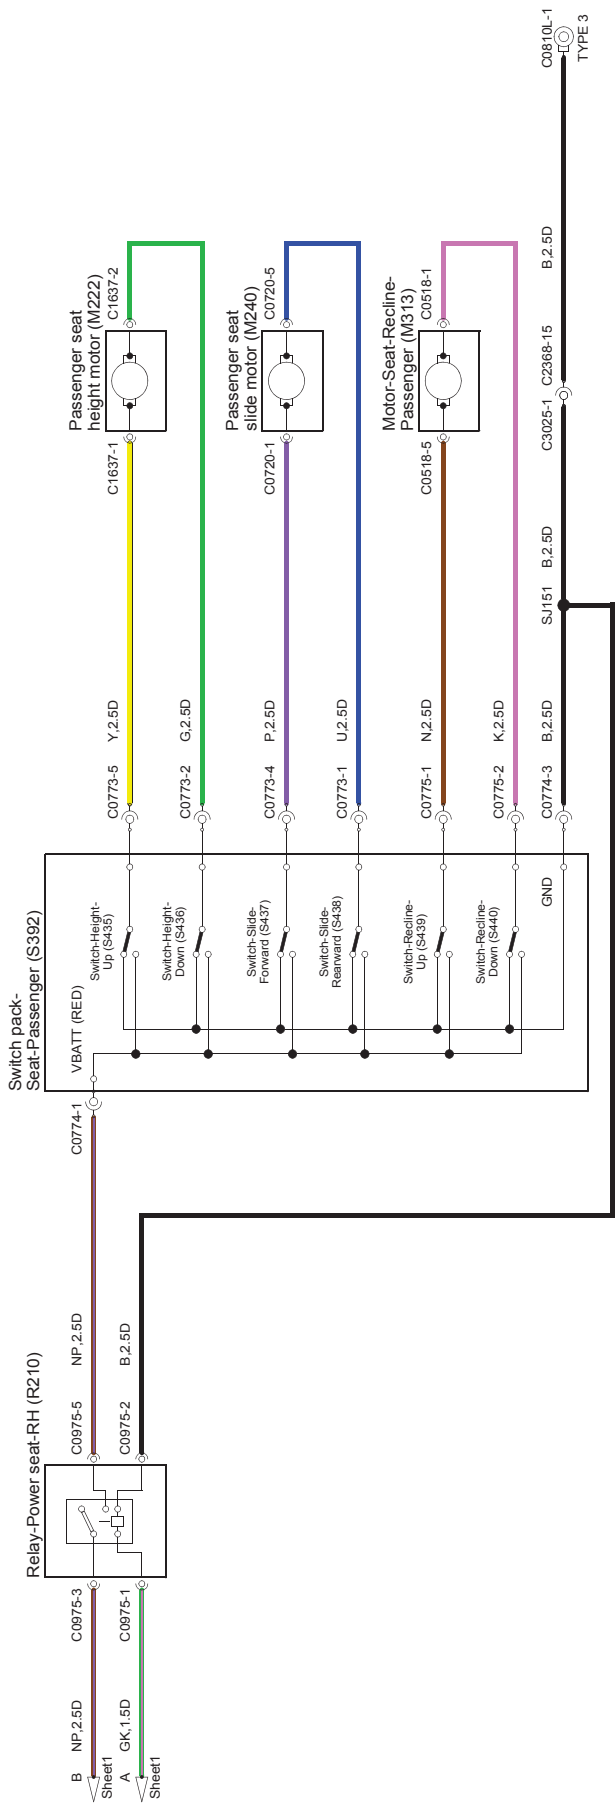 B
NP,2.5D
C0975-3
Sheet1
A
GK,1.5D
C0975-1
Sheet1
Relay-Power seat-RH (R210)
C0975-5
NP,2.5D
C0774-1
C0975-2
B,2.5D
Switch pack-
Seat-Passenger (S392)
VBATT (RED)
Switch-Height-
Up (S435)
Switch-Height-
Down (S436)
Switch-Slide-
Forward (S437)
Switch-Slide-
Rearward (S438)
Switch-Recline-
Up (S439)
Switch-Recline-
Down (S440)
GND
C0773-5
Y,2.5D
C1637-1
C0773-2
G,2.5D
Passenger seat
height motor (M222)
C1637-2
C0773-4
P,2.5D
C0720-1
C0773-1
U,2.5D
Passenger seat
slide motor (M240)
C0720-5
C0775-1
N,2.5D
C0518-5
C0775-2
K,2.5D
Motor-Seat-Recline-
Passenger (M313)
C0518-1
C0774-3
B,2.5D
SJ151
B,2.5D
C3025-1
C2368-15
B,2.5D
C0810L-1
TYPE 3